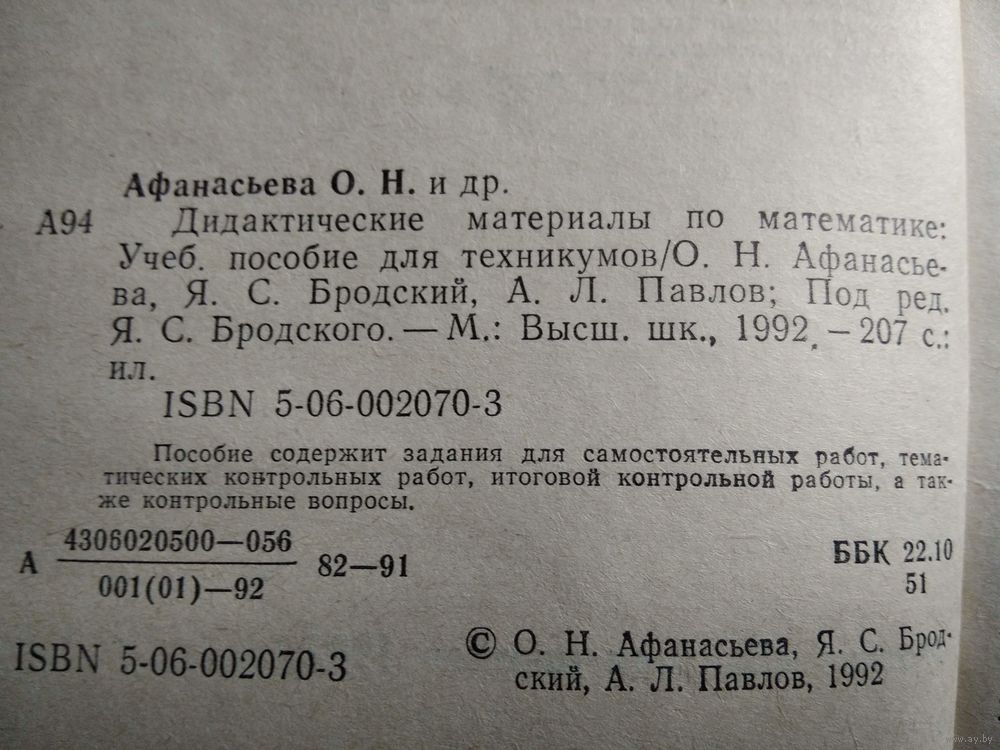 Афанасьева О. Н. и др.
А94 Дидактические материалы по математике:
Учеб. пособие для техникумов/О. Н. Афанасье-
ва, Я. С. Бродский, А. Л. Павлов; Под ред.
Я. С. Бродского. — М.: Высш. шк., 1992. — 207 с.:
ил.
ISBN 5-06-002070-3
Пособие содержит задания для самостоятельных работ, тема-
тических контрольных работ, итоговой контрольной работы, а так-
же контрольные вопросы.
4306020500—056
А 82—91
001(01)—92
ББК 22.10
51
ISBN 5-06-002070-3
© О. Н. Афанасьева, Я. С. Брод-
ский, А. Л. Павлов, 1992
www.ay.by